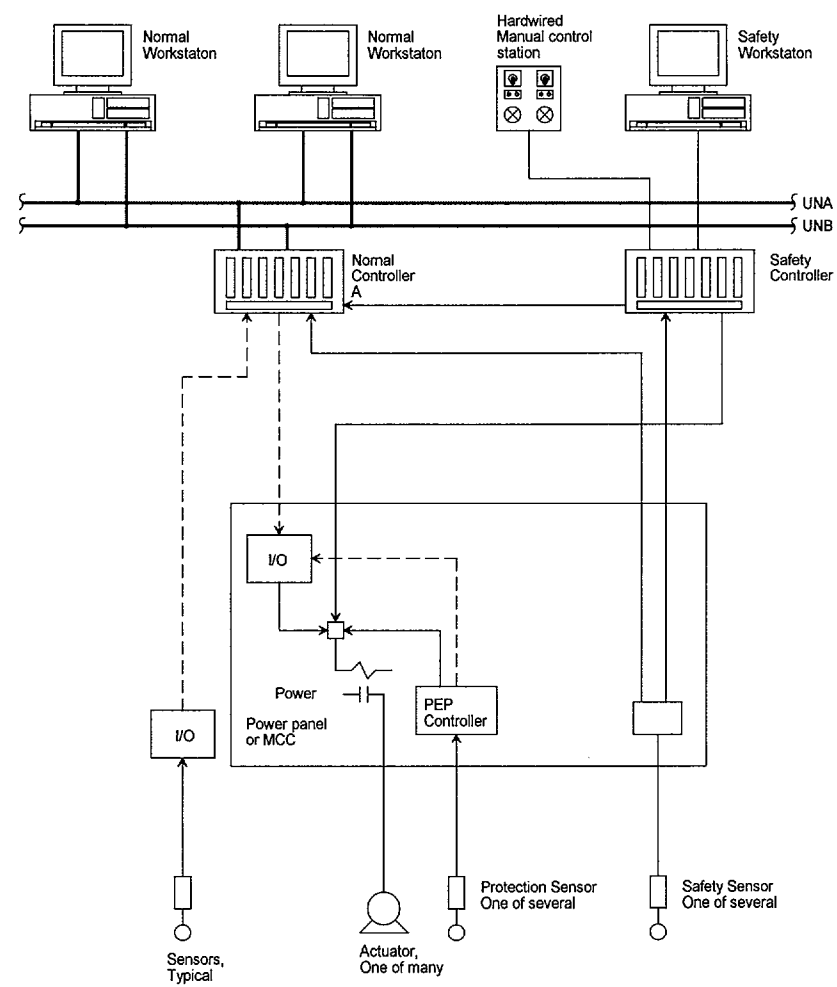 Normal
Workstaton
Normal
Workstaton
Hardwired
Manual control
station
Safety
Workstaton
UNA
UNB
Nomal
Controller
A
Safety
Controller
I/O
Power
PEP
Controller
Power panel
or MCC
I/O
Protection Sensor
One of several
Safety Sensor
One of several
Sensors,
Typical
Actuator,
One of many